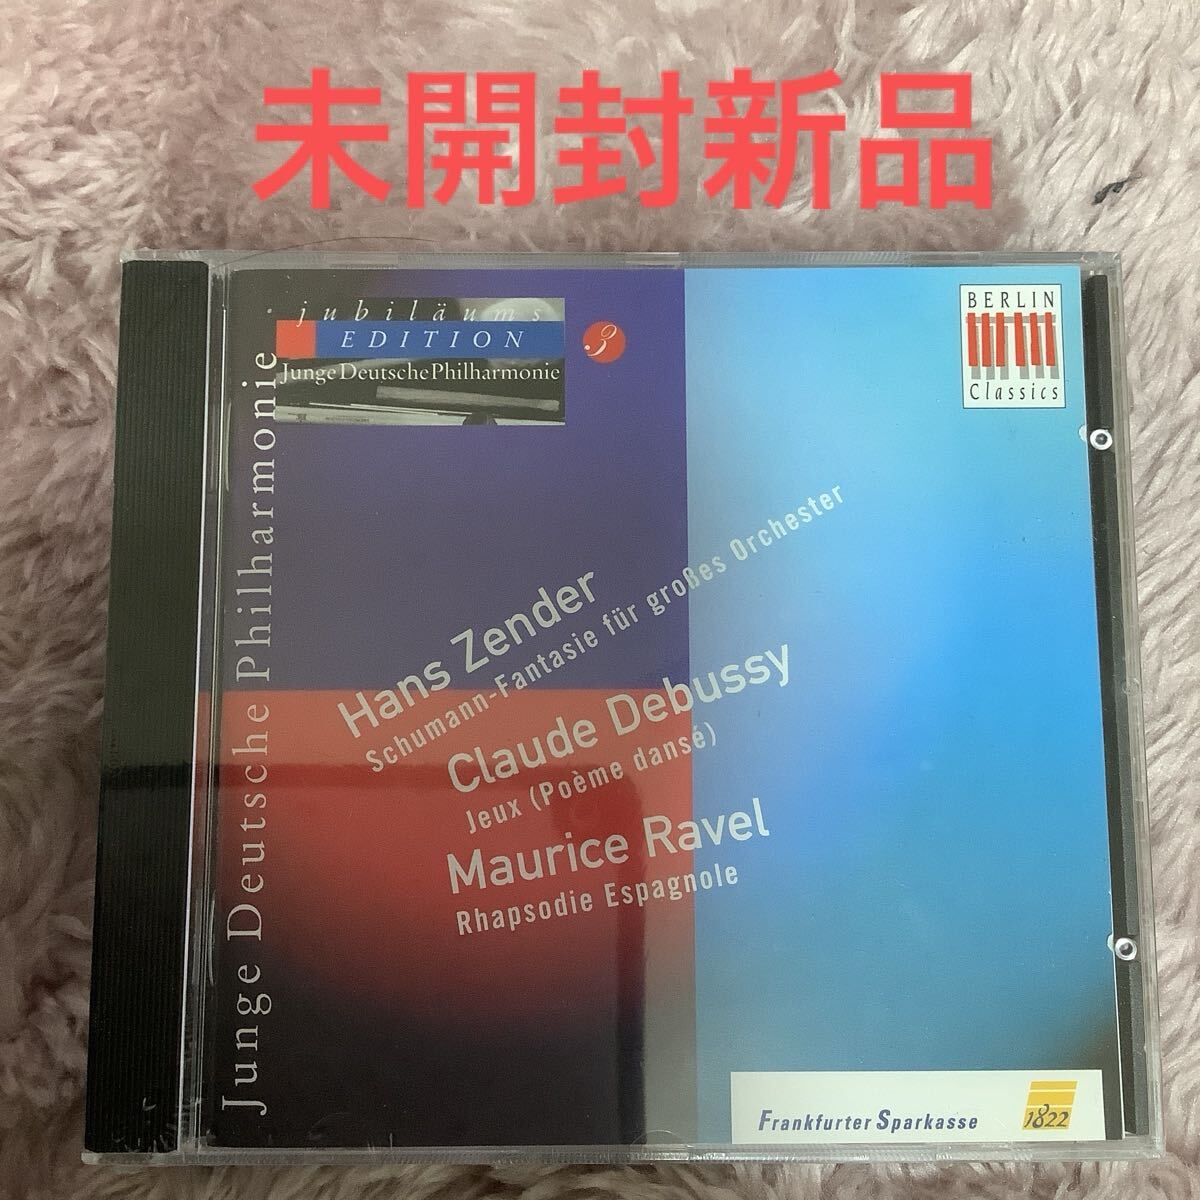 未開封新品
jubiläums
EDITION
3
Junge Deutsche Philharmonie
BERLIN
Classics
Junge Deutsche Philharmonie
Hans Zender
Schumann-Fantasie für großes Orchester
Claude Debussy
Jeux (Poème dansé)
Maurice Ravel
Rhapsodie Espagnole
Frankfurter Sparkasse
1822